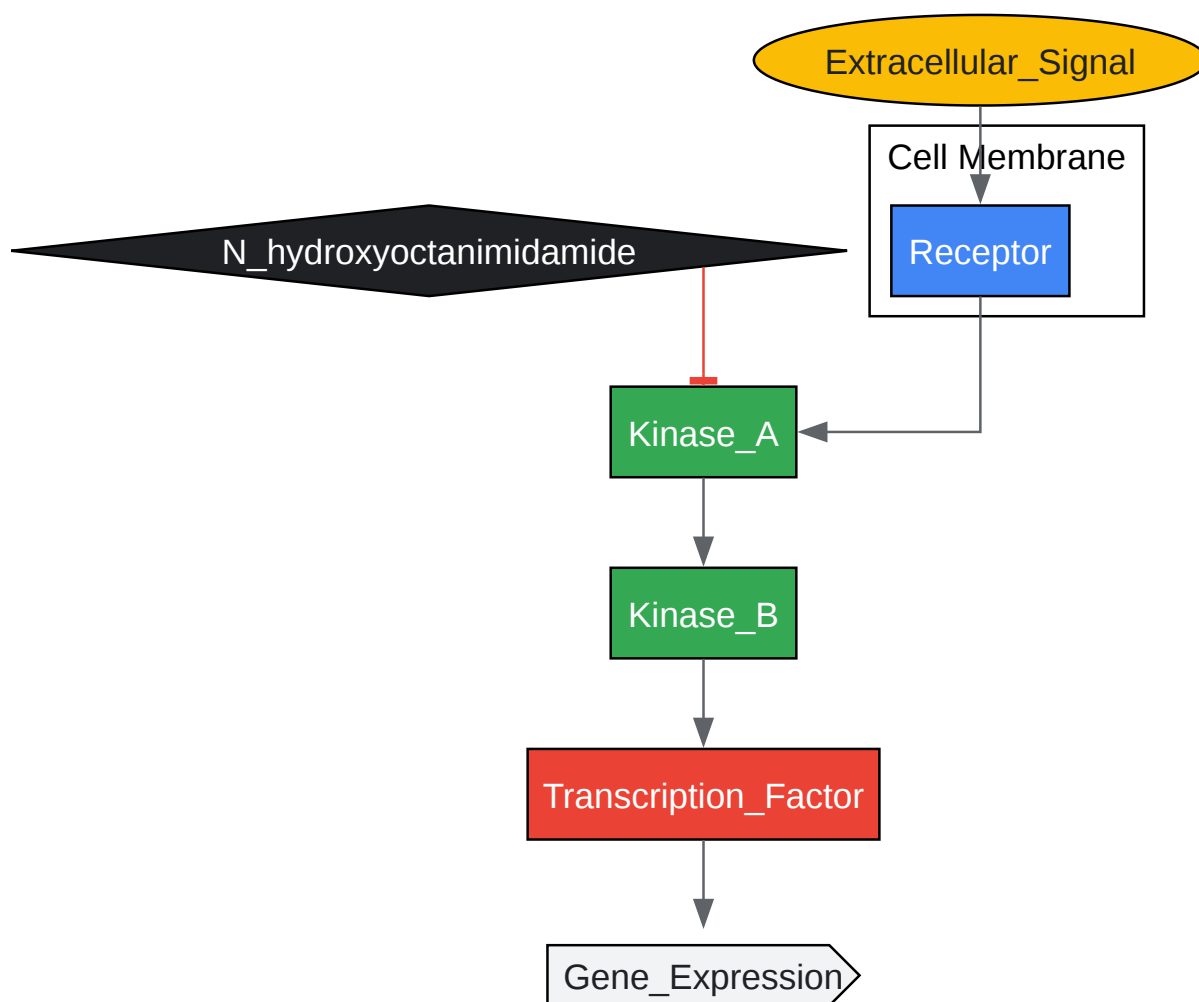 Extracellular_Signal
Cell Membrane
N_hydroxyoctanimidamide
Receptor
Kinase_A
Kinase_B
Transcription_Factor
Gene_Expression